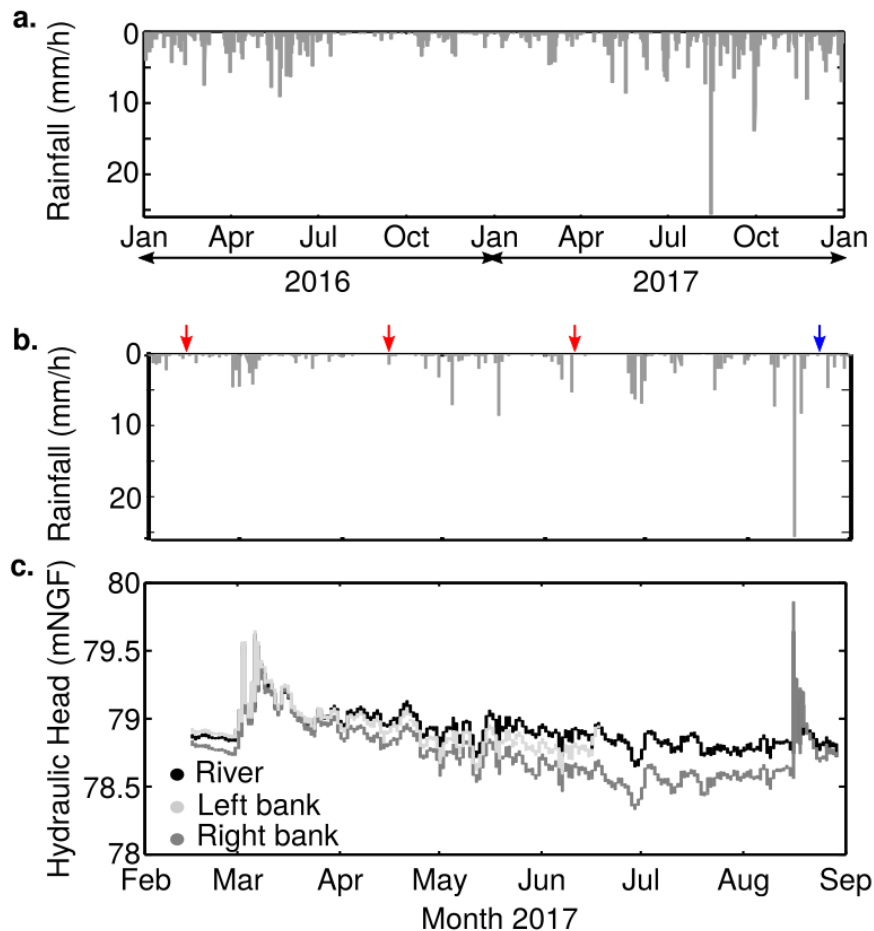 a.
Rainfall (mm/h)
0
10
20
Jan Apr Jul Oct Jan Apr Jul Oct Jan
2016 2017
b.
Rainfall (mm/h)
0
10
20
c.
Hydraulic Head (mNGF)
80
79.5
79
78.5
78
River
Left bank
Right bank
Feb Mar Apr May Jun Jul Aug Sep
Month 2017